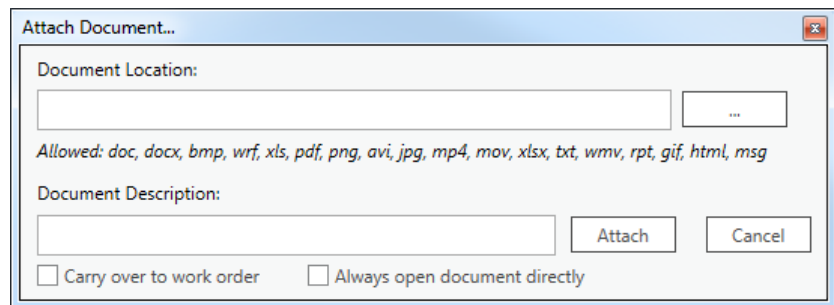 Attach Document...
Document Location:
...
Allowed: doc, docx, bmp, wrf, xls, pdf, png, avi, jpg, mp4, mov, xlsx, txt, wmv, rpt, gif, html, msg
Document Description:
Attach Cancel
Carry over to work order Always open document directly